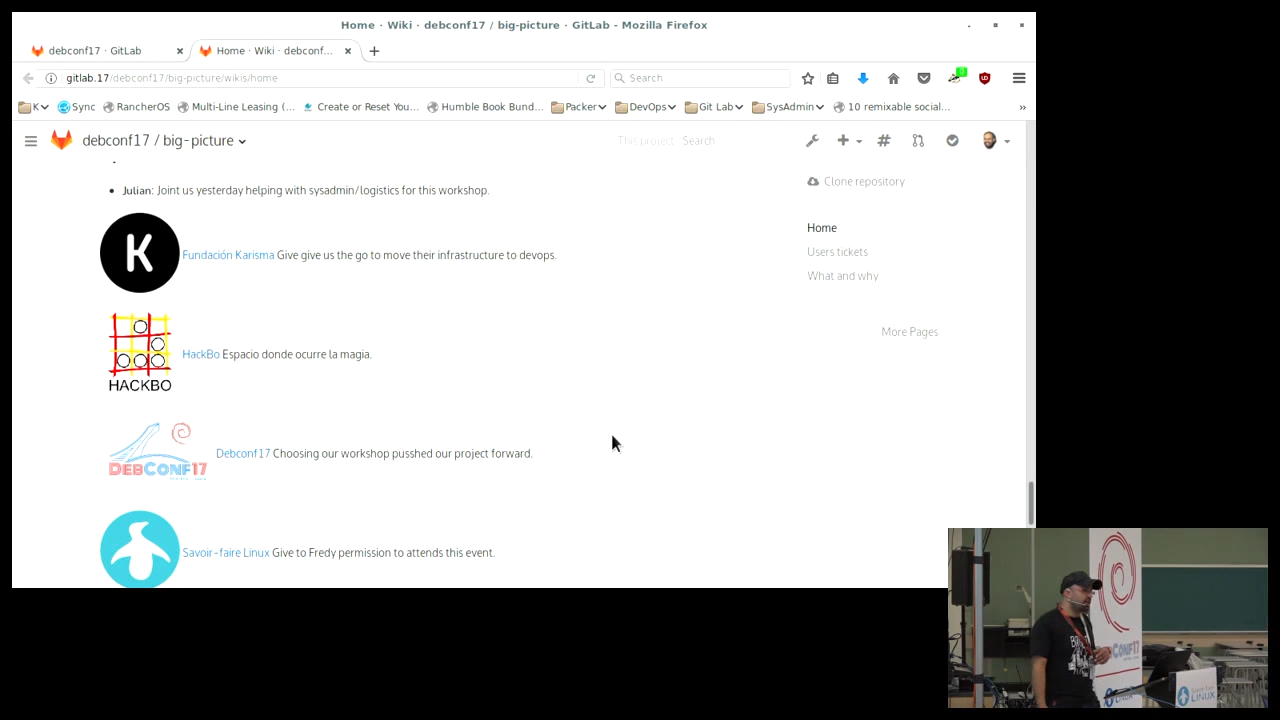 Home · Wiki · debconf17 / big-picture · GitLab - Mozilla Firefox
debconf17 · GitLab
Home · Wiki · debconf...
gitlab.17/debconf17/big-picture/wikis/home
Search
K
Sync
RancherOS
Multi-Line Leasing (...
Create or Reset You...
Humble Book Bund...
Packer
DevOps
Git Lab
SysAdmin
10 remixable social...
debconf17 / big-picture
This project Search
Julian: Joint us yesterday helping with sysadmin/logistics for this workshop.
Clone repository
K
Fundación Karisma Give give us the go to move their infrastructure to devops.
Home
Users tickets
What and why
More Pages
HackBo Espacio donde ocurre la magia.
HACKBO
DEBCONF17
Debconf17 Choosing our workshop pusshed our project forward.
Savoir-faire Linux Give to Fredy permission to attends this event.
CONF17
LINUX